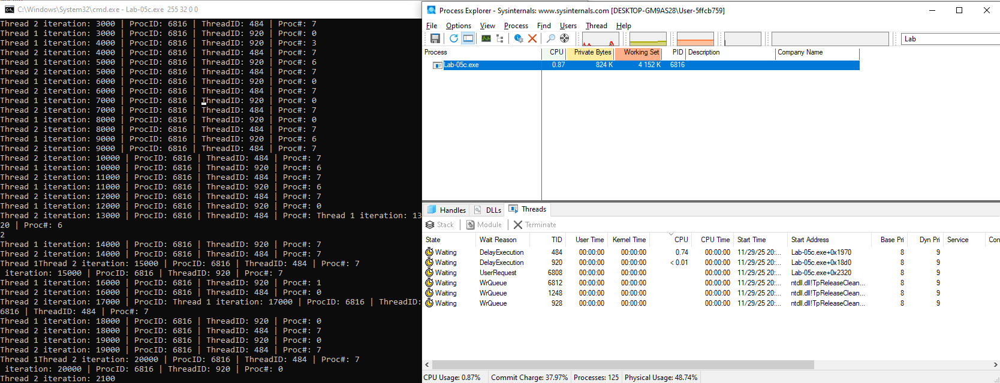 C:\Windows\System32\cmd.exe - Lab-05c.exe  255 32 0 0
Thread 2 iteration: 3000 | ProcID: 6816 | ThreadID: 484 | Proc#: 7
Thread 1 iteration: 3000 | ProcID: 6816 | ThreadID: 920 | Proc#: 0
Thread 1 iteration: 4000 | ProcID: 6816 | ThreadID: 920 | Proc#: 3
Thread 2 iteration: 4000 | ProcID: 6816 | ThreadID: 484 | Proc#: 7
Thread 1 iteration: 5000 | ProcID: 6816 | ThreadID: 920 | Proc#: 6
Thread 2 iteration: 5000 | ProcID: 6816 | ThreadID: 484 | Proc#: 7
Thread 1 iteration: 6000 | ProcID: 6816 | ThreadID: 920 | Proc#: 0
Thread 2 iteration: 6000 | ProcID: 6816 | ThreadID: 484 | Proc#: 7
Thread 1 iteration: 7000 | ProcID: 6816 | ThreadID: 920 | Proc#: 0
Thread 2 iteration: 7000 | ProcID: 6816 | ThreadID: 484 | Proc#: 7
Thread 1 iteration: 8000 | ProcID: 6816 | ThreadID: 920 | Proc#: 0
Thread 2 iteration: 8000 | ProcID: 6816 | ThreadID: 484 | Proc#: 7
Thread 1 iteration: 9000 | ProcID: 6816 | ThreadID: 920 | Proc#: 6
Thread 2 iteration: 9000 | ProcID: 6816 | ThreadID: 484 | Proc#: 7
Thread 2 iteration: 10000 | ProcID: 6816 | ThreadID: 484 | Proc#: 7
Thread 1 iteration: 10000 | ProcID: 6816 | ThreadID: 920 | Proc#: 6
Thread 2 iteration: 11000 | ProcID: 6816 | ThreadID: 484 | Proc#: 7
Thread 1 iteration: 11000 | ProcID: 6816 | ThreadID: 920 | Proc#: 6
Thread 2 iteration: 12000 | ProcID: 6816 | ThreadID: 484 | Proc#: 7
Thread 1 iteration: 12000 | ProcID: 6816 | ThreadID: 920 | Proc#: 0
Thread 2 iteration: 13000 | ProcID: 6816 | ThreadID: 484 | Proc#: Thread 1 iteration: 13
20 | Proc#: 6
2
Thread 1 iteration: 14000 | ProcID: 6816 | ThreadID: 920 | Proc#: 7
Thread 2 iteration: 14000 | ProcID: 6816 | ThreadID: 484 | Proc#: 7
Thread 1Thread 2 iteration: 15000 | ProcID: 6816 | ThreadID: 484 | Proc#: 7
 iteration: 15000 | ProcID: 6816 | ThreadID: 920 | Proc#: 7
Thread 1 iteration: 16000 | ProcID: 6816 | ThreadID: 920 | Proc#: 1
Thread 2 iteration: 16000 | ProcID: 6816 | ThreadID: 484 | Proc#: 0
Thread 2 iteration: 17000 | ProcID: Thread 1 iteration: 17000 | ProcID: 6816 | ThreadID:
6816 | ThreadID: 484 | Proc#: 7
Thread 1 iteration: 18000 | ProcID: 6816 | ThreadID: 920 | Proc#: 0
Thread 2 iteration: 18000 | ProcID: 6816 | ThreadID: 484 | Proc#: 7
Thread 1 iteration: 19000 | ProcID: 6816 | ThreadID: 920 | Proc#: 0
Thread 2 iteration: 19000 | ProcID: 6816 | ThreadID: 484 | Proc#: 7
Thread 1Thread 2 iteration: 20000 | ProcID: 6816 | ThreadID: 484 | Proc#: 7
 iteration: 20000 | ProcID: 6816 | ThreadID: 920 | Proc#: 0
Thread 2 iteration: 2100
Process Explorer - Sysinternals: www.sysinternals.com [DESKTOP-GM9AS28\User-5ffcb759]
File Options View Process Find Users Thread Help
Lab
Process CPU Private Bytes Working Set PID Description Company Name
Lab-05c.exe 0.87 824 K 4 152 K 6816
Handles DLLs Threads
Stack Module Terminate
State Wait Reason TID User Time Kernel Time CPU CPU Time Start Time Start Address Base Pri Dyn Pri Service Con
Waiting DelayExecution 484 00:00:00 00:00:00 0.74 00:00:00 11/29/25 20:... Lab-05c.exe+0x1970 8 9
Waiting DelayExecution 920 00:00:00 00:00:00 < 0.01 00:00:00 11/29/25 20:... Lab-05c.exe+0x18d0 8 9
Waiting UserRequest 6808 00:00:00 00:00:00 00:00:00 11/29/25 20:... Lab-05c.exe+0x2320 8 9
Waiting WrQueue 6812 00:00:00 00:00:00 00:00:00 11/29/25 20:... ntdll.dll!TpReleaseClean... 8 9
Waiting WrQueue 1248 00:00:00 00:00:00 00:00:00 11/29/25 20:... ntdll.dll!TpReleaseClean... 8 9
Waiting WrQueue 928 00:00:00 00:00:00 00:00:00 11/29/25 20:... ntdll.dll!TpReleaseClean... 8 9
CPU Usage: 0.87% Commit Charge: 37.97% Processes: 125 Physical Usage: 48.74%